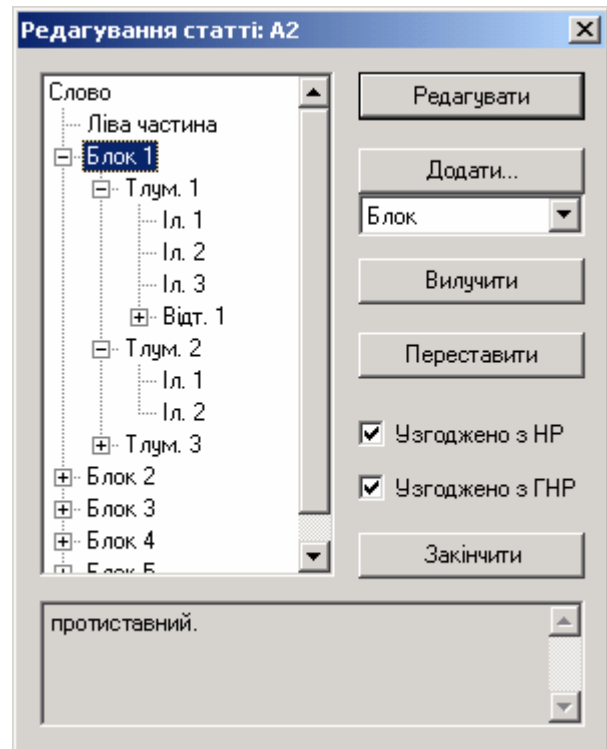 Редагування статті: А2
Слово
Ліва частина
Блок 1
Тлум. 1
Іл. 1
Іл. 2
Іл. 3
Відт. 1
Тлум. 2
Іл. 1
Іл. 2
Тлум. 3
Блок 2
Блок 3
Блок 4
Блок 5
Редагувати
Додати...
Блок
Вилучити
Переставити
Узгоджено з НР
Узгоджено з ГНР
Закінчити
протиставний.